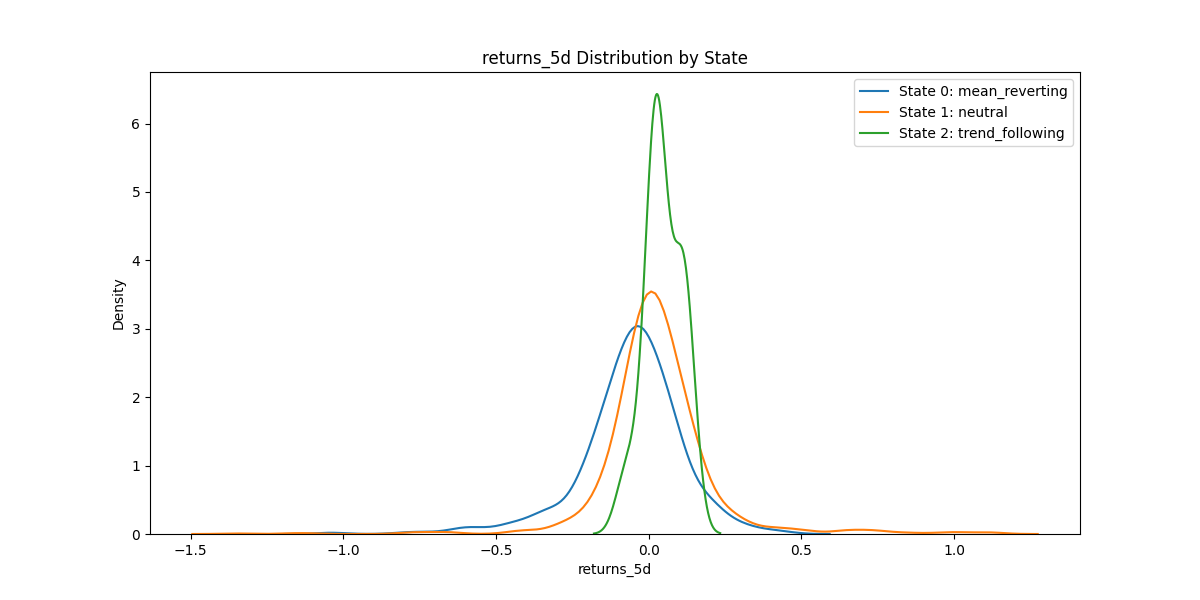 returns_5d Distribution by State
State 0: mean_reverting
State 1: neutral
State 2: trend_following
Density
6
5
4
3
2
1
0
−1.5
−1.0
−0.5
0.0
0.5
1.0
returns_5d